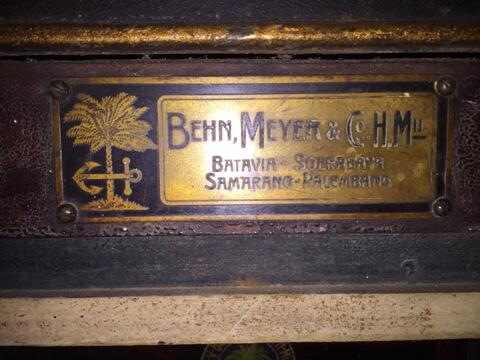 BEHN, MEYER & Co. H. Mij
BATAVIA - SOERABAYA
SAMARANG - PALEMBANG